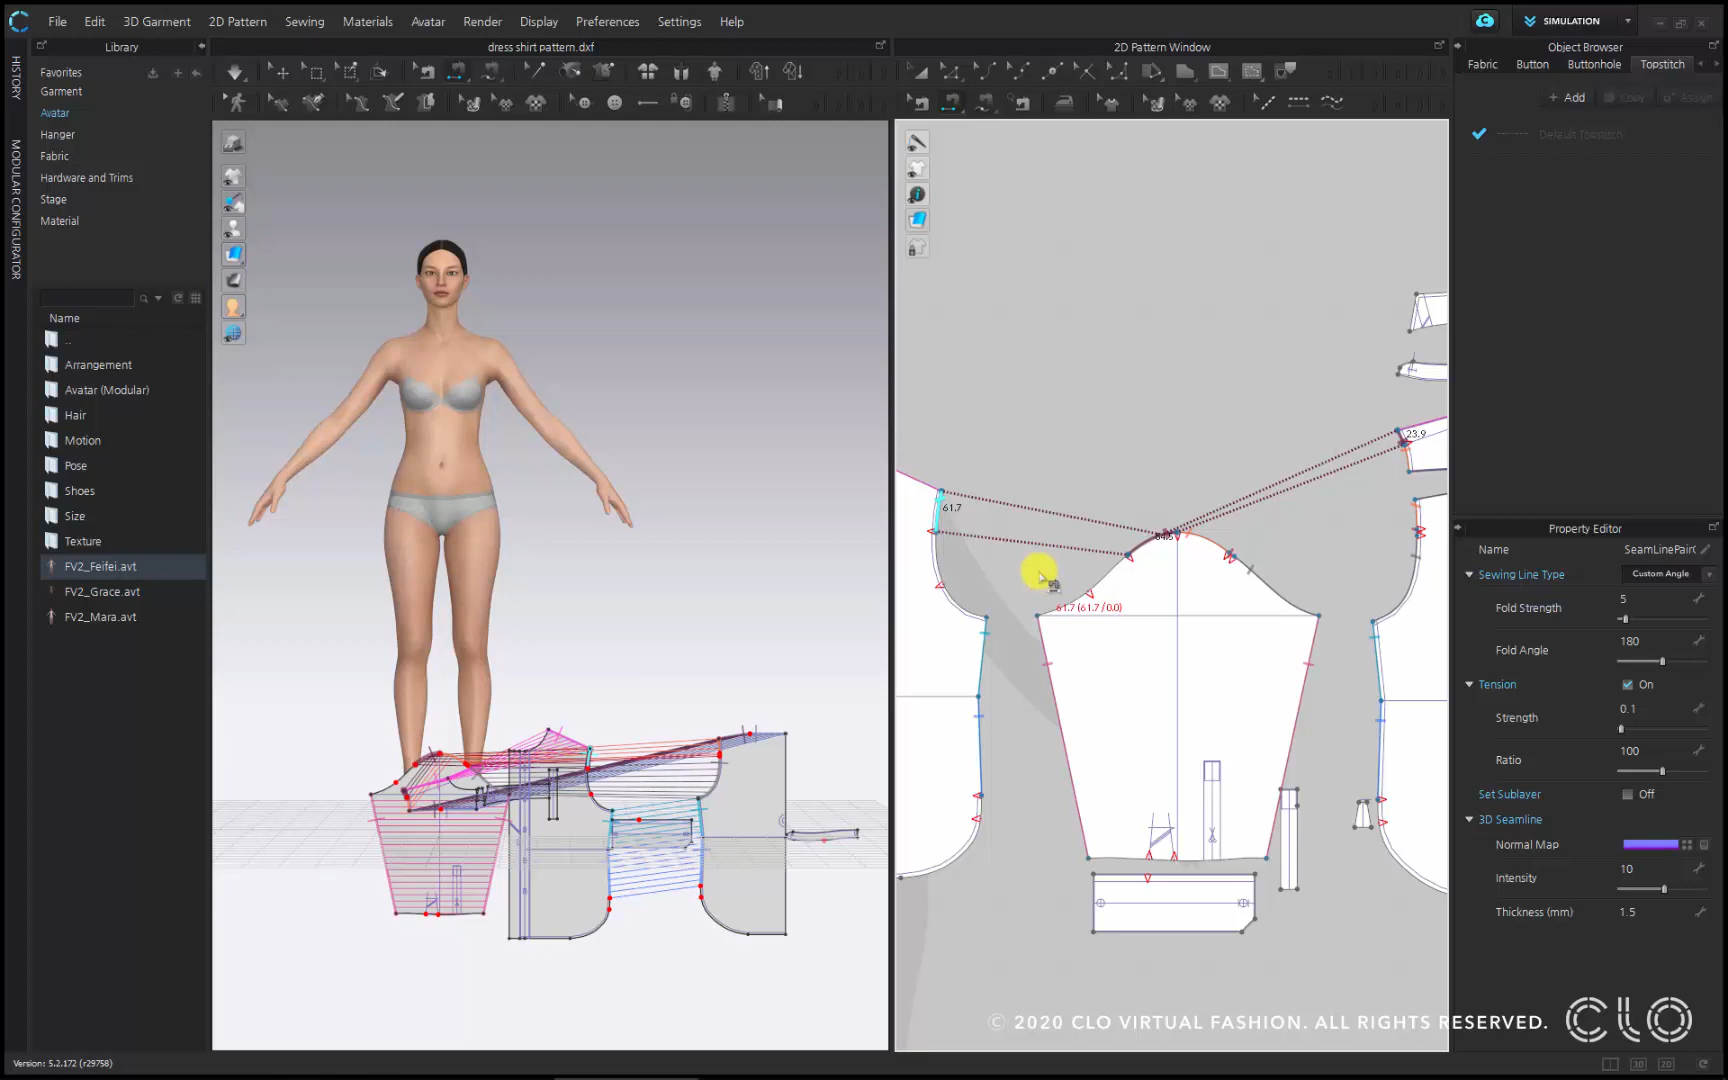 File Edit 3D Garment 2D Pattern Sewing Materials Avatar Render Display Preferences Settings Help
SIMULATION
Library
dress shirt pattern.dxf
2D Pattern Window
Object Browser
HISTORY
MODULAR CONFIGURATOR
Favorites
Garment
Avatar
Hanger
Fabric
Hardware and Trims
Stage
Material
Name
..
Arrangement
Avatar (Modular)
Hair
Motion
Pose
Shoes
Size
Texture
FV2_Feifei.avt
FV2_Grace.avt
FV2_Mara.avt
23.9
61.7
61.7 (61.7 / 0.0)
Fabric Button Buttonhole Topstitch
+ Add Copy Assign
Default Topstitch
Property Editor
Name SeamLinePair(
Sewing Line Type Custom Angle
Fold Strength 5
Fold Angle 180
Tension On
Strength 0.1
Ratio 100
Set Sublayer Off
3D Seamline
Normal Map
Intensity 10
Thickness (mm) 1.5
© 2020 CLO VIRTUAL FASHION. ALL RIGHTS RESERVED. CLO
Version: 5.2.172 (r29758)
3D 2D